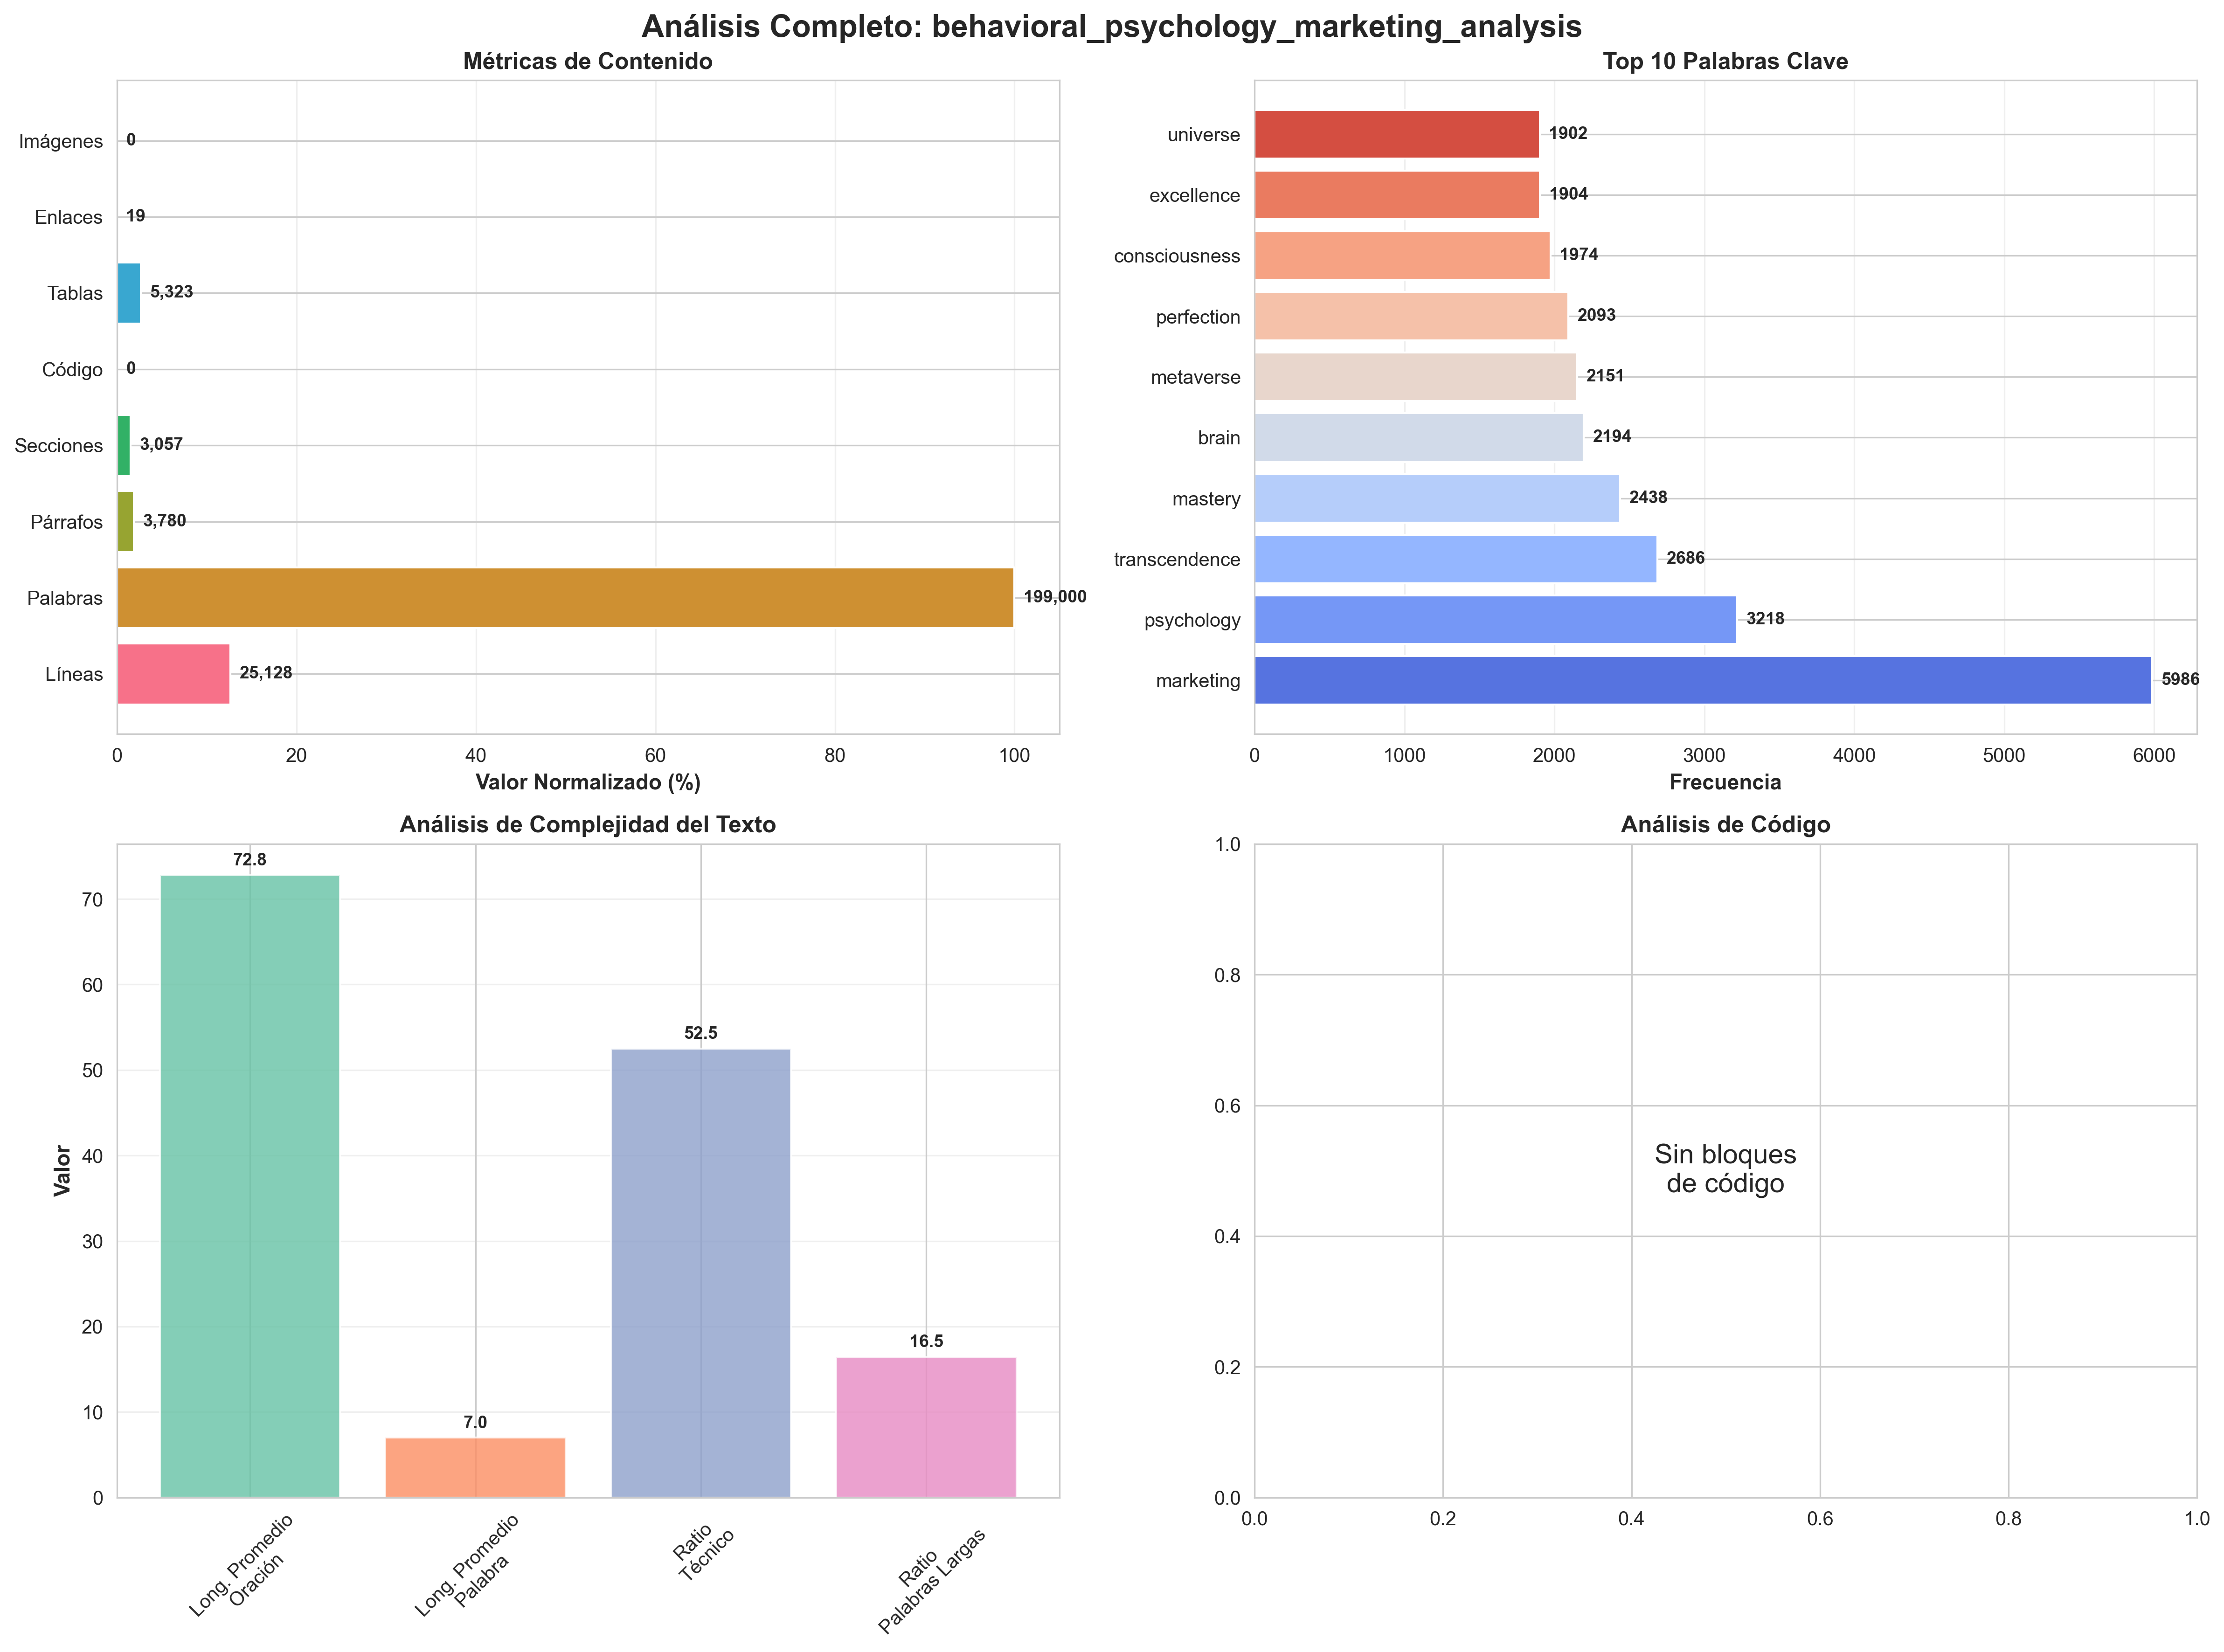 Análisis Completo: behavioral_psychology_marketing_analysis
Métricas de Contenido
Imágenes
0
Enlaces
19
Tablas
5,323
Código
0
Secciones
3,057
Párrafos
3,780
Palabras
199,000
Líneas
25,128
0 20 40 60 80 100
Valor Normalizado (%)
Top 10 Palabras Clave
universe
1902
excellence
1904
consciousness
1974
perfection
2093
metaverse
2151
brain
2194
mastery
2438
transcendence
2686
psychology
3218
marketing
5986
0 1000 2000 3000 4000 5000 6000
Frecuencia
Análisis de Complejidad del Texto
Valor
70
60
50
40
30
20
10
0
72.8
7.0
52.5
16.5
Long. Promedio
Oración
Long. Promedio
Palabra
Ratio
Técnico
Ratio
Palabras Largas
Análisis de Código
1.0
0.8
0.6
0.4
0.2
0.0
Sin bloques
de código
0.0 0.2 0.4 0.6 0.8 1.0